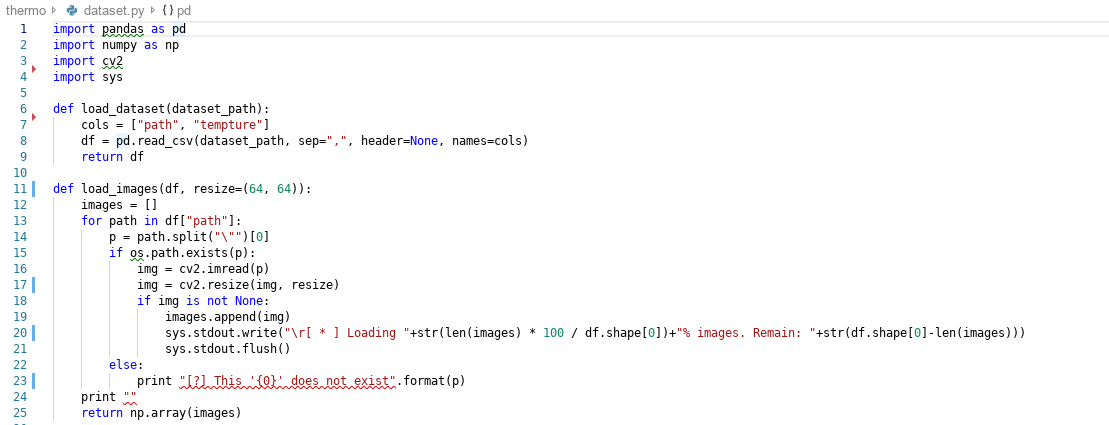 thermo dataset.py {} pd
1 import pandas as pd
2 import numpy as np
3 import cv2
4 import sys
5
6 def load_dataset(dataset_path):
7     cols = ["path", "tempture"]
8     df = pd.read_csv(dataset_path, sep=",", header=None, names=cols)
9     return df
10
11 def load_images(df, resize=(64, 64)):
12     images = []
13     for path in df["path"]:
14         p = path.split("\"")[0]
15         if os.path.exists(p):
16             img = cv2.imread(p)
17             img = cv2.resize(img, resize)
18             if img is not None:
19                 images.append(img)
20                 sys.stdout.write("\r[ * ] Loading "+str(len(images) * 100 / df.shape[0])+"% images. Remain: "+str(df.shape[0]-len(images)))
21                 sys.stdout.flush()
22         else:
23             print "[?] This '{0}' does not exist".format(p)
24     print ""
25     return np.array(images)